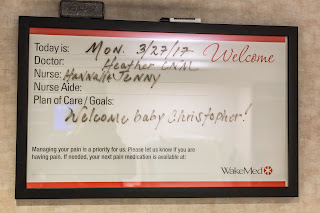 Today is: Mon. 3/27/17
Welcome
Doctor: Heather CNM
Nurse: Hannah & Jenny
Nurse Aide:
Plan of Care / Goals:
Welcome baby Christopher!
Managing your pain is a priority for us. Please let us know if you are
having pain. If needed, your next pain medication is available at:
WakeMed